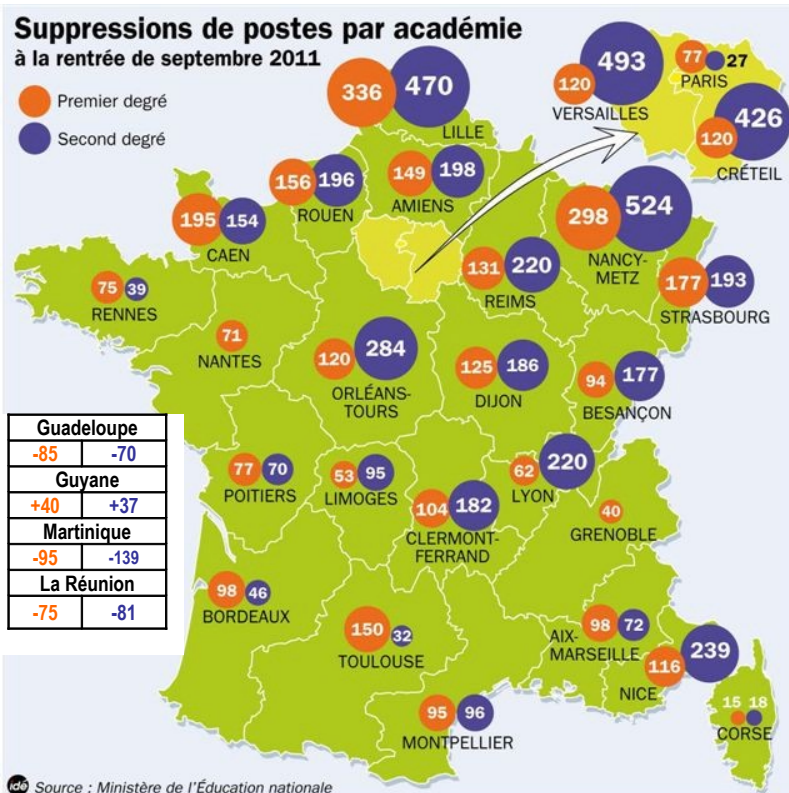 Suppressions de postes par académie
à la rentrée de septembre 2011
Premier degré
Second degré
336 470
LILLE
120 493
VERSAILLES
77 27
PARIS
120 426
CRÉTEIL
156 196
ROUEN
149 198
AMIENS
195 154
CAEN
298 524
NANCY-
METZ
131 220
REIMS
177 193
STRASBOURG
75 39
RENNES
71
NANTES
120 284
ORLÉANS-
TOURS
125 186
DIJON
94 177
BESANÇON
Guadeloupe
-85 -70
Guyane
+40 +37
Martinique
-95 -139
La Réunion
-75 -81
77 70
POITIERS
53 95
LIMOGES
104 182
CLERMONT-
FERRAND
62 220
LYON
40
GRENOBLE
98 46
BORDEAUX
150 32
TOULOUSE
98 72
AIX-
MARSEILLE
116 239
NICE
95 96
MONTPELLIER
15 18
CORSE
idé Source : Ministère de l'Éducation nationale